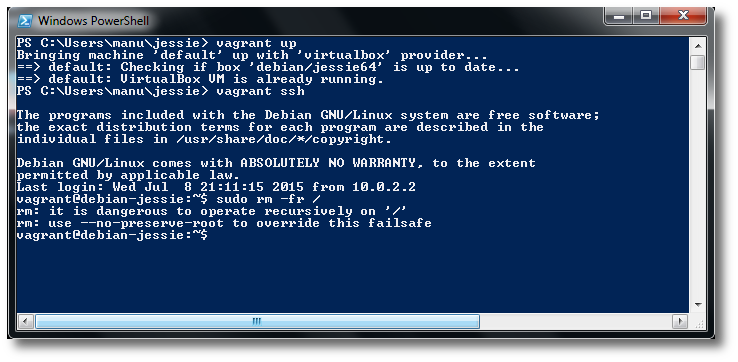 Windows PowerShell
PS C:\Users\manu\jessie> vagrant up
Bringing machine 'default' up with 'virtualbox' provider...
==> default: Checking if box 'debian/jessie64' is up to date...
==> default: VirtualBox VM is already running.
PS C:\Users\manu\jessie> vagrant ssh
The programs included with the Debian GNU/Linux system are free software;
the exact distribution terms for each program are described in the
individual files in /usr/share/doc/*/copyright.
Debian GNU/Linux comes with ABSOLUTELY NO WARRANTY, to the extent
permitted by applicable law.
Last login: Wed Jul  8 21:11:15 2015 from 10.0.2.2
vagrant@debian-jessie:~$ sudo rm -fr /
rm: it is dangerous to operate recursively on '/'
rm: use --no-preserve-root to override this failsafe
vagrant@debian-jessie:~$